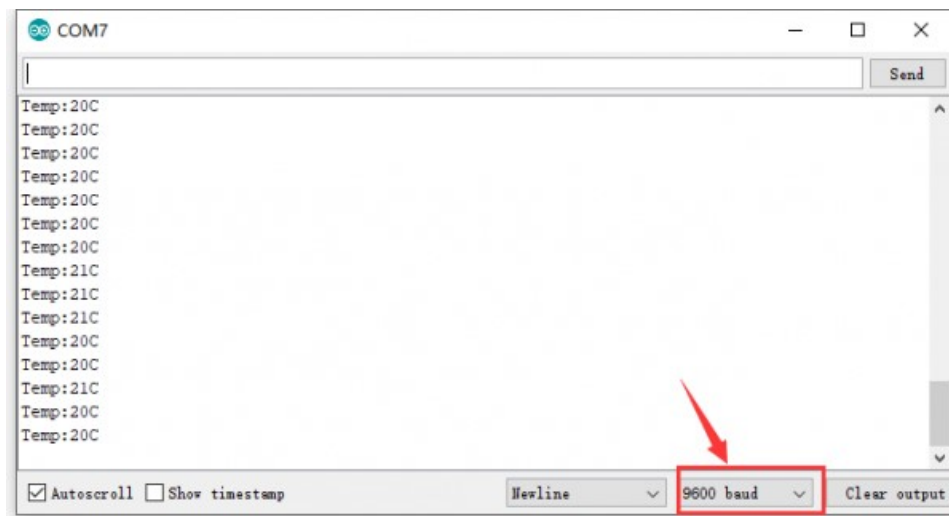 COM7
Send
Temp:20C
Temp:20C
Temp:20C
Temp:20C
Temp:20C
Temp:20C
Temp:20C
Temp:21C
Temp:21C
Temp:21C
Temp:20C
Temp:20C
Temp:21C
Temp:20C
Temp:20C
Autoscroll Show timestamp Newline 9600 baud Clear output